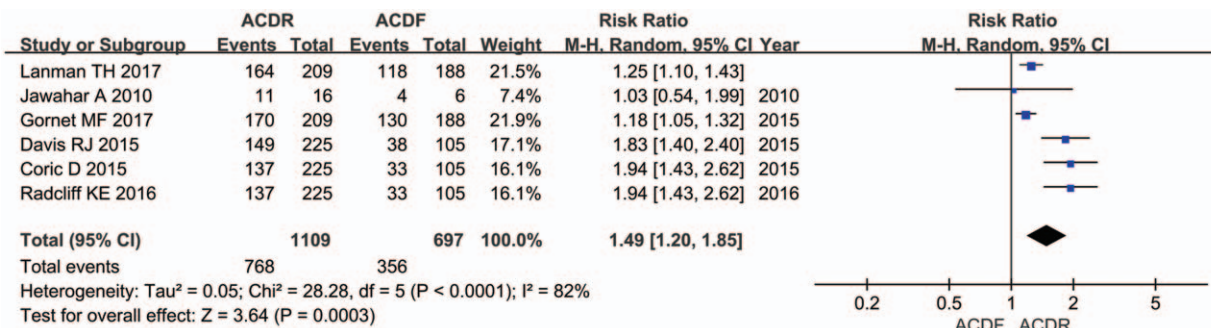 ACDR ACDF Risk Ratio Risk Ratio
Study or Subgroup Events Total Events Total Weight M-H, Random, 95% CI Year M-H, Random, 95% CI
Lanman TH 2017 164 209 118 188 21.5% 1.25 [1.10, 1.43]
Jawahar A 2010 11 16 4 6 7.4% 1.03 [0.54, 1.99] 2010
Gornet MF 2017 170 209 130 188 21.9% 1.18 [1.05, 1.32] 2015
Davis RJ 2015 149 225 38 105 17.1% 1.83 [1.40, 2.40] 2015
Coric D 2015 137 225 33 105 16.1% 1.94 [1.43, 2.62] 2015
Radcliff KE 2016 137 225 33 105 16.1% 1.94 [1.43, 2.62] 2016
Total (95% CI) 1109 697 100.0% 1.49 [1.20, 1.85]
Total events 768 356
Heterogeneity: Tau² = 0.05; Chi² = 28.28, df = 5 (P < 0.0001); I² = 82%
Test for overall effect: Z = 3.64 (P = 0.0003)
0.2 0.5 1 2 5
ACDF ACDR